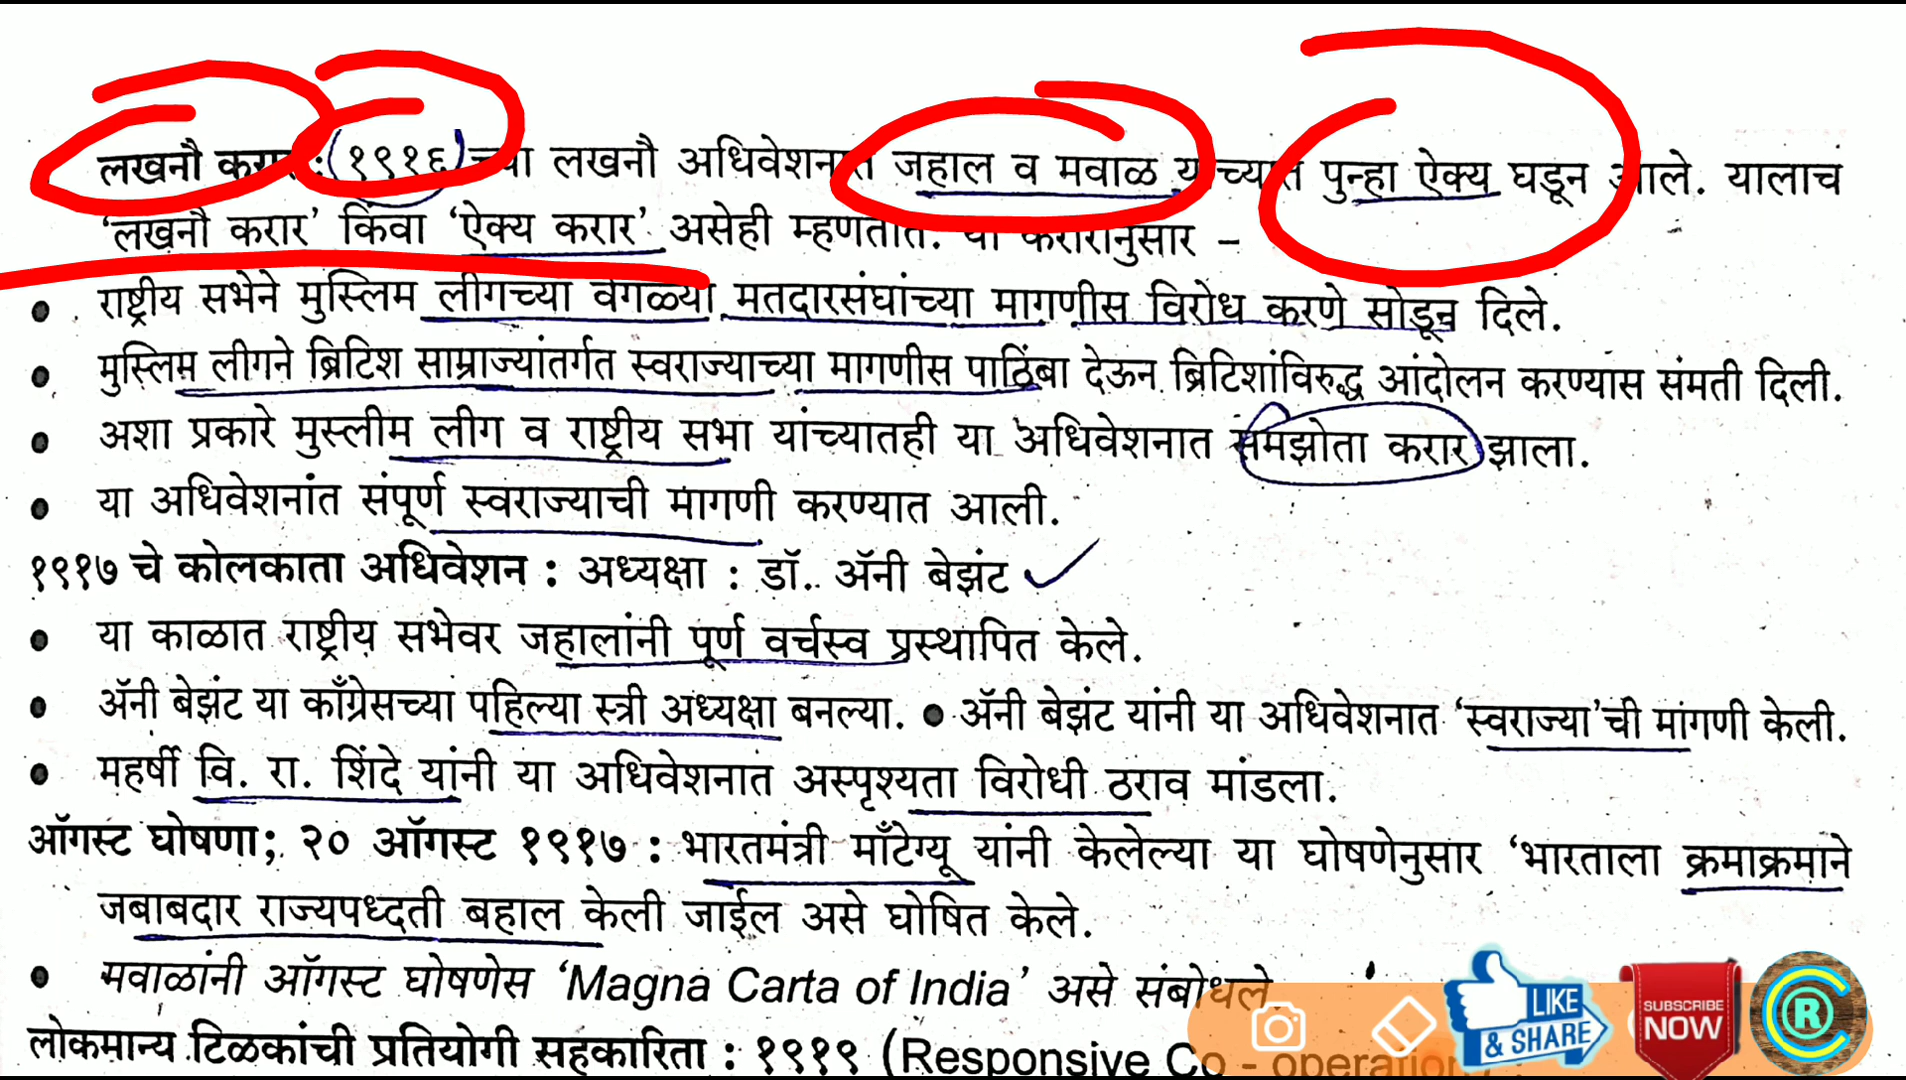 लखनौ करार : (१९१६) च्या लखनौ अधिवेशनात जहाल व मवाळ यांच्यात पुन्हा ऐक्य घडून आले. यालाच
‘लखनौ करार’ किंवा ‘ऐक्य करार’ असेही म्हणतात. या करारानुसार –
• राष्ट्रीय सभेने मुस्लिम लीगच्या वेगळ्या मतदारसंघांच्या मागणीस विरोध करणे सोडून दिले.
• मुस्लिम लीगने ब्रिटिश साम्राज्यांतर्गत स्वराज्याच्या मागणीस पाठिंबा देऊन ब्रिटिशांविरुद्ध आंदोलन करण्यास संमती दिली.
• अशा प्रकारे मुस्लीम लीग व राष्ट्रीय सभा यांच्यातही या अधिवेशनात समझोता करार झाला.
• या अधिवेशनांत संपूर्ण स्वराज्याची मागणी करण्यात आली.
१९१७ चे कोलकाता अधिवेशन : अध्यक्षा : डॉ. ॲनी बेझंट
• या काळात राष्ट्रीय सभेवर जहालांनी पूर्ण वर्चस्व प्रस्थापित केले.
• ॲनी बेझंट या काँग्रेसच्या पहिल्या स्त्री अध्यक्षा बनल्या. • ॲनी बेझंट यांनी या अधिवेशनात ‘स्वराज्या’ची मांगणी केली.
• महर्षी वि. रा. शिंदे यांनी या अधिवेशनात अस्पृश्यता विरोधी ठराव मांडला.
ऑगस्ट घोषणा; २० ऑगस्ट १९१७ : भारतमंत्री माँटेग्यू यांनी केलेल्या या घोषणेनुसार ‘भारताला क्रमाक्रमाने
जबाबदार राज्यपध्दती बहाल केली जाईल असे घोषित केले.
• मवाळांनी ऑगस्ट घोषणेस ‘Magna Carta of India’ असे संबोधले.
लोकमान्य टिळकांची प्रतियोगी सहकारिता : १९१९ (Responsive Co - operation)
LIKE
& SHARE
SUBSCRIBE
NOW
R